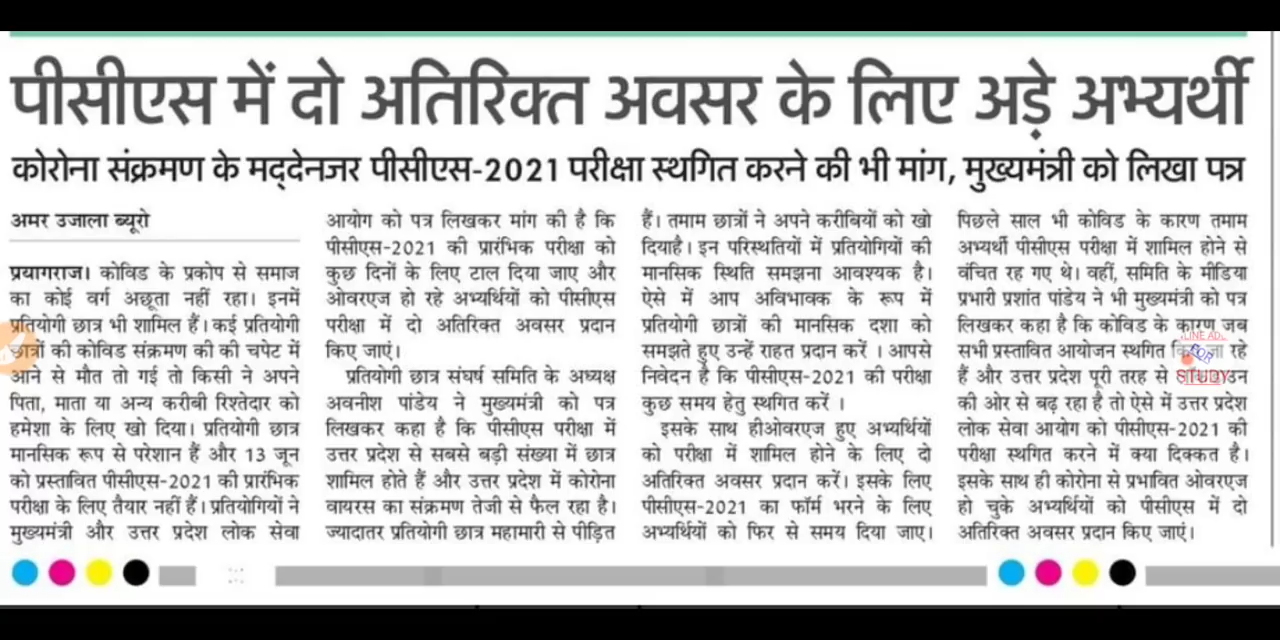 पीसीएस में दो अतिरिक्त अवसर के लिए अड़े अभ्यर्थी
कोरोना संक्रमण के मद्देनजर पीसीएस-2021 परीक्षा स्थगित करने की भी मांग, मुख्यमंत्री को लिखा पत्र
अमर उजाला ब्यूरो
प्रयागराज। कोविड के प्रकोप से समाज
का कोई वर्ग अछूता नहीं रहा। इनमें
प्रतियोगी छात्र भी शामिल हैं। कई प्रतियोगी
छात्रों की कोविड संक्रमण की की चपेट में
आने से मौत तो गई तो किसी ने अपने
पिता, माता या अन्य करीबी रिश्तेदार को
हमेशा के लिए खो दिया। प्रतियोगी छात्र
मानसिक रूप से परेशान हैं और 13 जून
को प्रस्तावित पीसीएस-2021 की प्रारंभिक
परीक्षा के लिए तैयार नहीं हैं। प्रतियोगियों ने
मुख्यमंत्री और उत्तर प्रदेश लोक सेवा
आयोग को पत्र लिखकर मांग की है कि
पीसीएस-2021 की प्रारंभिक परीक्षा को
कुछ दिनों के लिए टाल दिया जाए और
ओवरएज हो रहे अभ्यर्थियों को पीसीएस
परीक्षा में दो अतिरिक्त अवसर प्रदान
किए जाएं।
प्रतियोगी छात्र संघर्ष समिति के अध्यक्ष
अवनीश पांडेय ने मुख्यमंत्री को पत्र
लिखकर कहा है कि पीसीएस परीक्षा में
उत्तर प्रदेश से सबसे बड़ी संख्या में छात्र
शामिल होते हैं और उत्तर प्रदेश में कोरोना
वायरस का संक्रमण तेजी से फैल रहा है।
ज्यादातर प्रतियोगी छात्र महामारी से पीड़ित
हैं। तमाम छात्रों ने अपने करीबियों को खो
दियाहै। इन परिस्थितियों में प्रतियोगियों की
मानसिक स्थिति समझना आवश्यक है।
ऐसे में आप अविभावक के रूप में
प्रतियोगी छात्रों की मानसिक दशा को
समझते हुए उन्हें राहत प्रदान करें । आपसे
निवेदन है कि पीसीएस-2021 की परीक्षा
कुछ समय हेतु स्थगित करें ।
इसके साथ हीओवरएज हुए अभ्यर्थियों
को परीक्षा में शामिल होने के लिए दो
अतिरिक्त अवसर प्रदान करें। इसके लिए
पीसीएस-2021 का फॉर्म भरने के लिए
अभ्यर्थियों को फिर से समय दिया जाए।
पिछले साल भी कोविड के कारण तमाम
अभ्यर्थी पीसीएस परीक्षा में शामिल होने से
वंचित रह गए थे। वहीं, समिति के मीडिया
प्रभारी प्रशांत पांडेय ने भी मुख्यमंत्री को पत्र
लिखकर कहा है कि कोविड के कारण जब
सभी प्रस्तावित आयोजन स्थगित जा रहे
हैं और उत्तर प्रदेश पूरी तरह से
की ओर से बढ़ रहा है तो ऐसे में उत्तर प्रदेश
लोक सेवा आयोग को पीसीएस-2021 की
परीक्षा स्थगित करने में क्या दिक्कत है।
इसके साथ ही कोरोना से प्रभावित ओवरएज
हो चुके अभ्यर्थियों को पीसीएस में दो
अतिरिक्त अवसर प्रदान किए जाएं।
FOR
STUDY